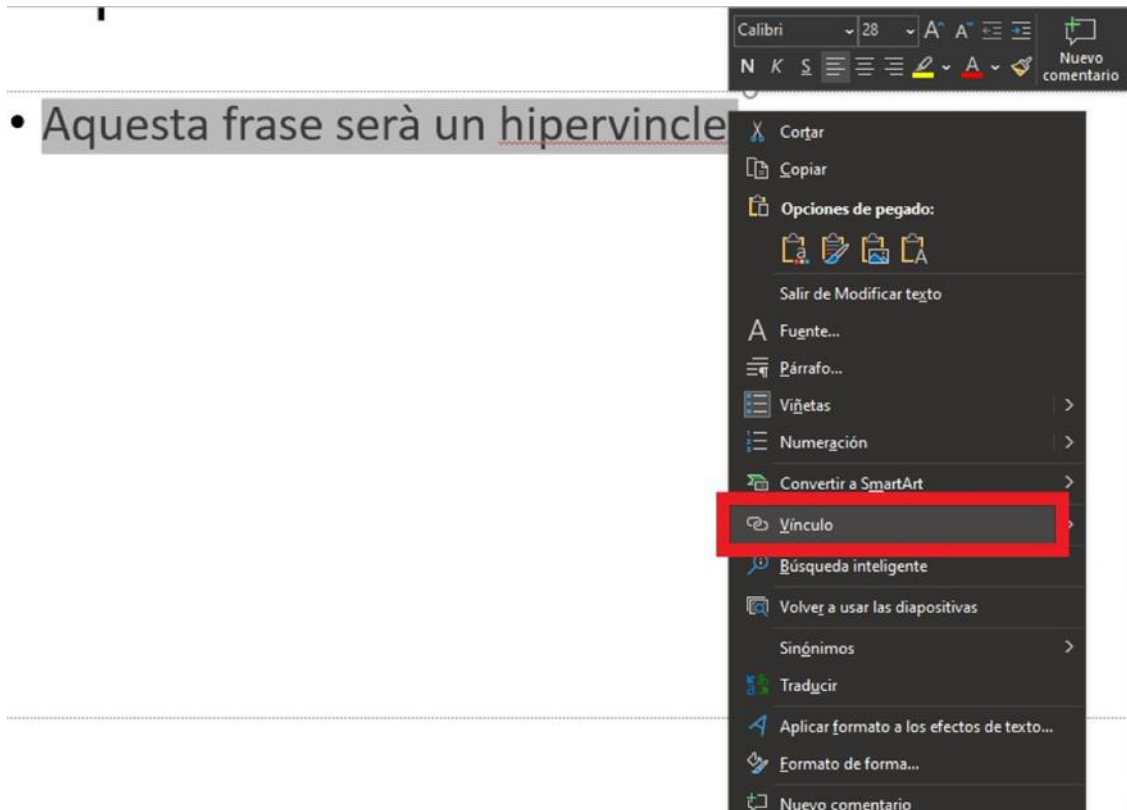 Calibri 28 A A
N K S A Nuevo comentario
• Aquesta frase serà un hipervincle
Cortar
Copiar
Opciones de pegado:
Salir de Modificar texto
Fuente...
Párrafo...
Viñetas
Numeración
Convertir a SmartArt
Vínculo
Búsqueda inteligente
Volver a usar las diapositivas
Sinónimos
Traducir
Aplicar formato a los efectos de texto...
Formato de forma...
Nuevo comentario